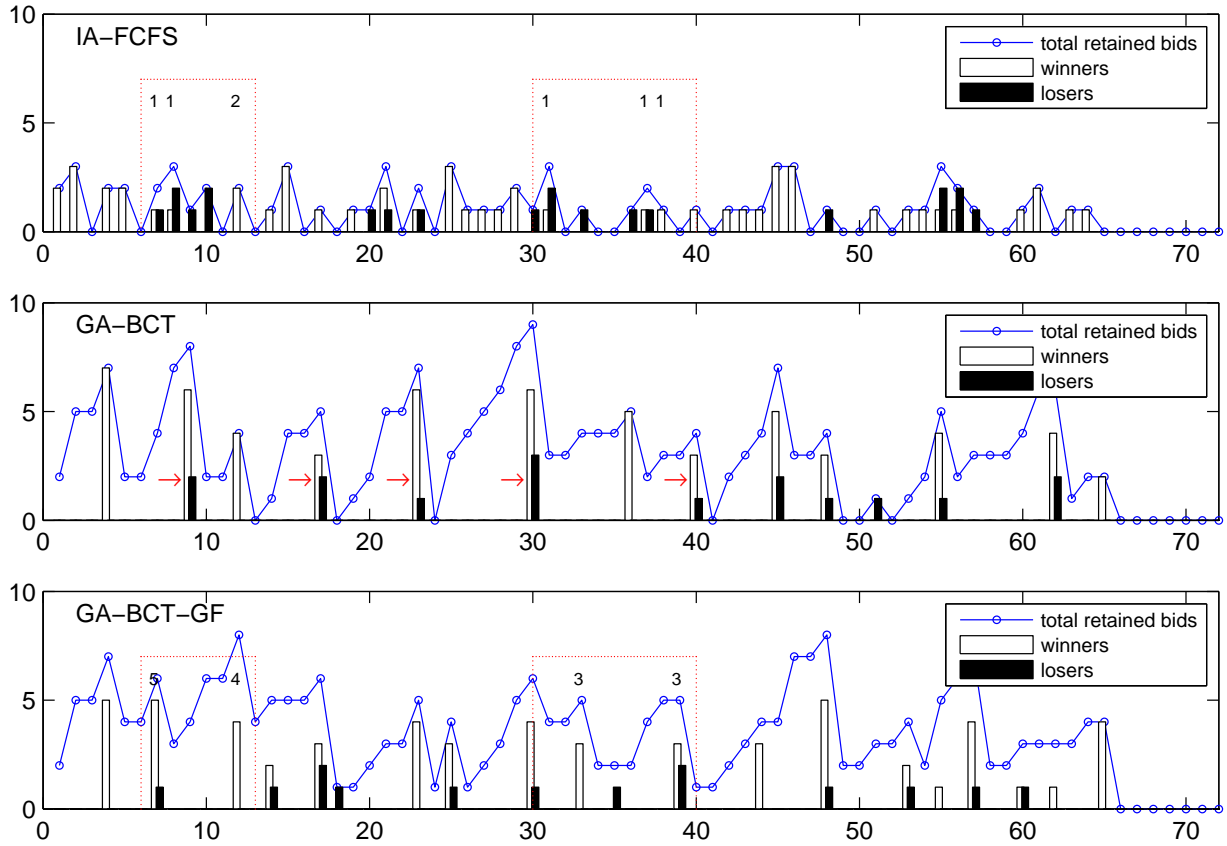 IA−FCFS
total retained bids
winners
losers
1 1 2 1 1 1
10
5
0
0 10 20 30 40 50 60 70
GA−BCT
total retained bids
winners
losers
10
5
0
0 10 20 30 40 50 60 70
GA−BCT−GF
total retained bids
winners
losers
5 4 3 3
10
5
0
0 10 20 30 40 50 60 70